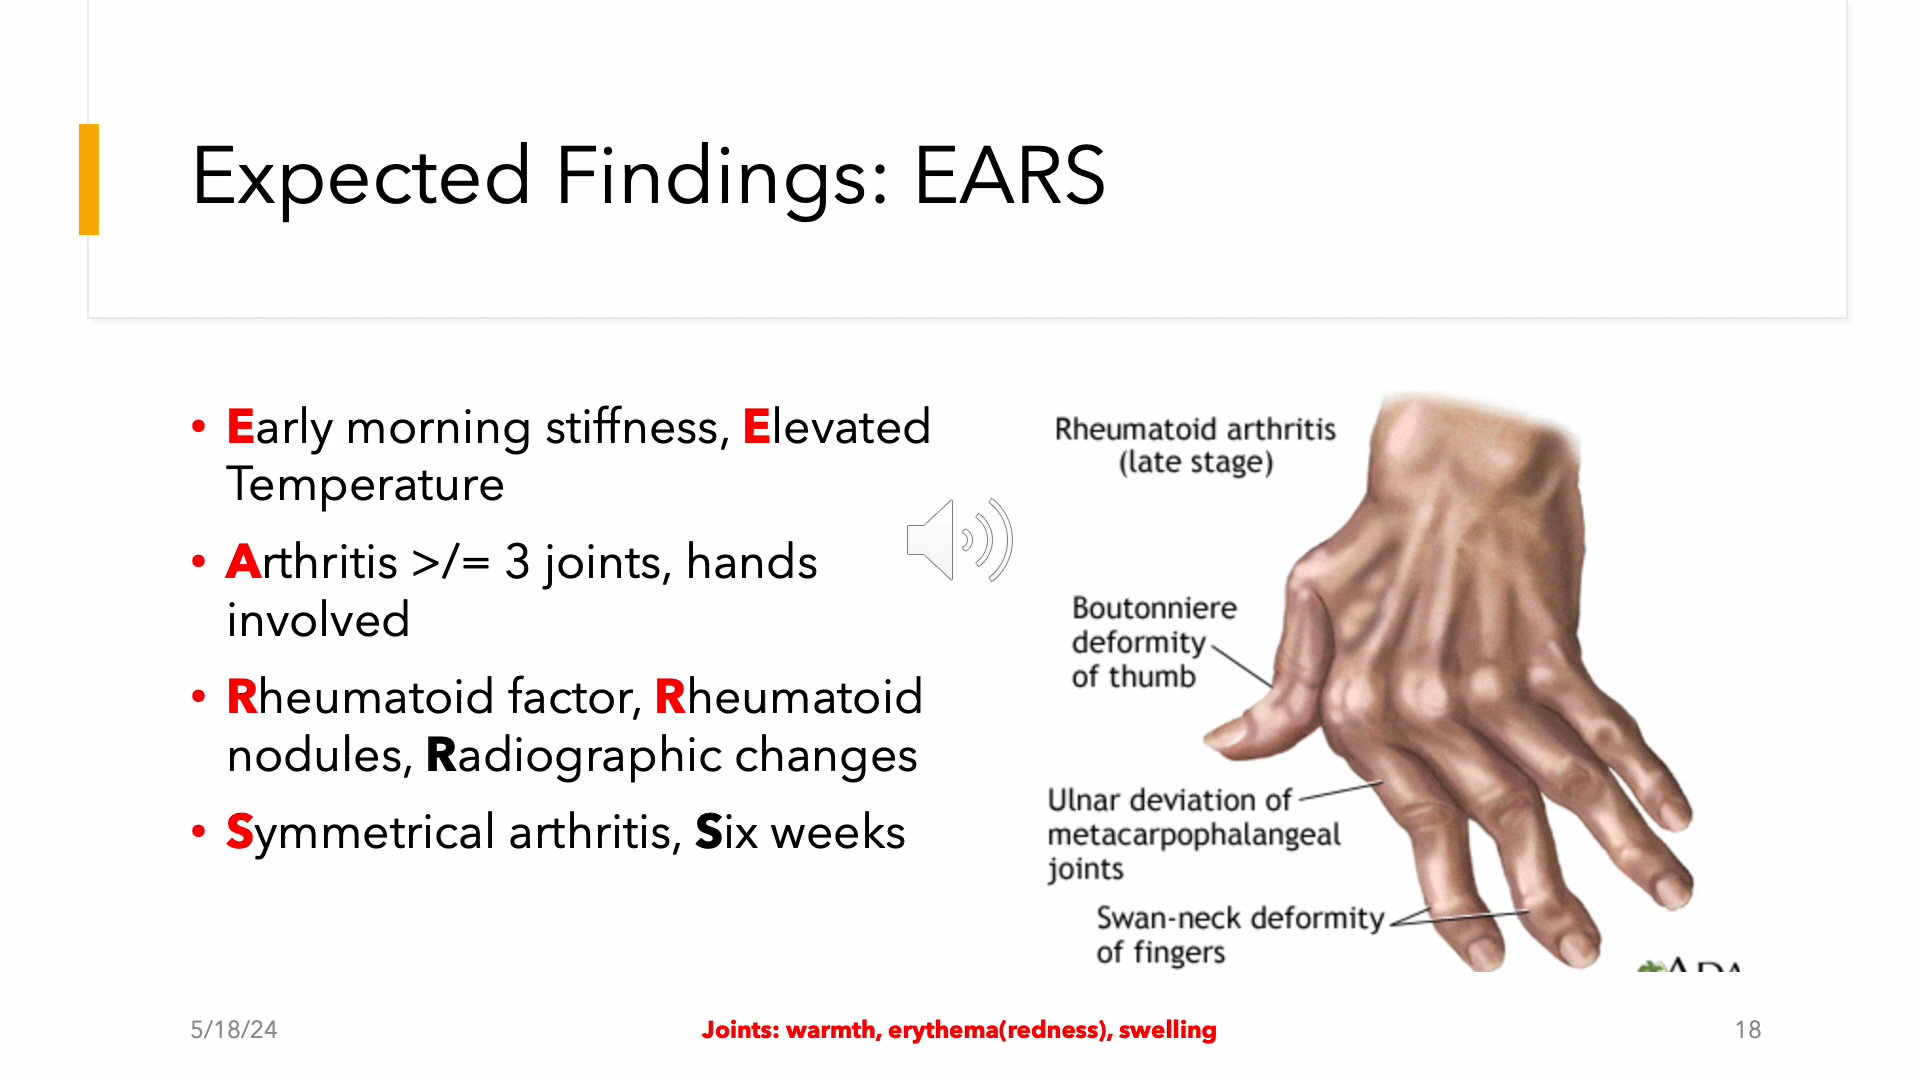 Expected Findings: EARS
• Early morning stiffness, Elevated
Temperature
• Arthritis >/= 3 joints, hands
involved
• Rheumatoid factor, Rheumatoid
nodules, Radiographic changes
• Symmetrical arthritis, Six weeks
Rheumatoid arthritis
(late stage)
Boutonniere
deformity
of thumb
Ulnar deviation of
metacarpophalangeal
joints
Swan-neck deformity
of fingers
5/18/24
Joints: warmth, erythema(redness), swelling
18